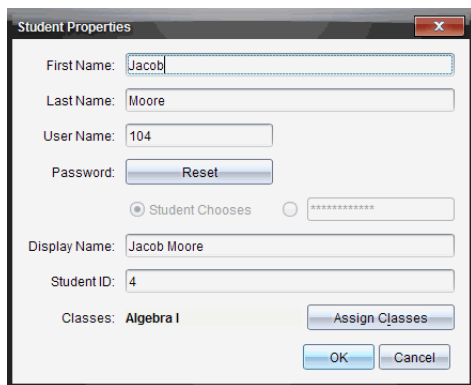 Student Properties
First Name: Jacob
Last Name: Moore
User Name: 104
Password: Reset
Student Chooses ************
Display Name: Jacob Moore
Student ID: 4
Classes: Algebra I Assign Classes
OK Cancel